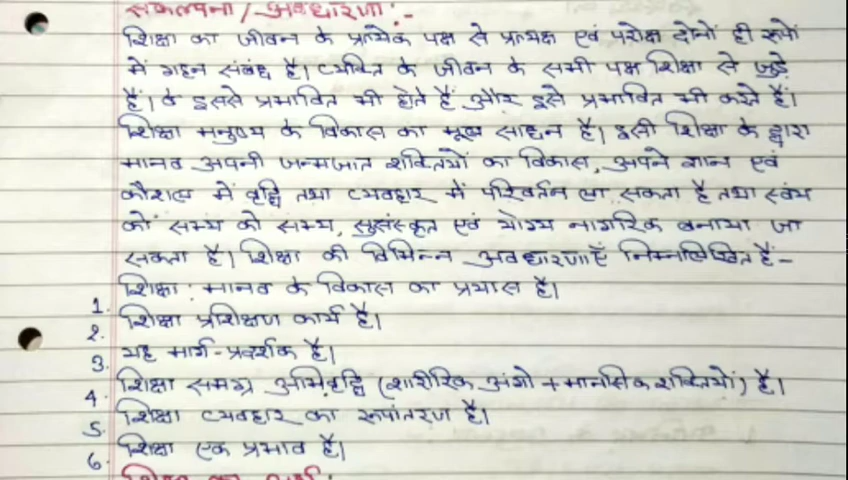 संकल्पना / अवधारणा :-
शिक्षा का जीवन के प्रत्येक पक्ष से प्रत्यक्ष एवं परोक्ष दोनों ही रूपों
में गहन संबंध है। व्यक्ति के जीवन के सभी पक्ष शिक्षा से जुड़े
हैं। वे इससे प्रभावित भी होते हैं और इसे प्रभावित भी करते हैं।
शिक्षा मनुष्य के विकास का मूल साधन है। इसी शिक्षा के द्वारा
मानव अपनी जन्मजात शक्तियों का विकास, अपने ज्ञान एवं
कौशल में वृद्धि तथा व्यवहार में परिवर्तन ला सकता है तथा स्वंय
को सभ्य को सभ्य, सुसंस्कृत एवं योग्य नागरिक बनाया जा
सकता है। शिक्षा की विभिन्न अवधारणाएँ निम्नलिखित हैं-
1. शिक्षा मानव के विकास का प्रयास है।
2. शिक्षा प्रशिक्षण कार्य है।
3. यह मार्ग-प्रदर्शक है।
4. शिक्षा समग्र अभिवृद्धि (शारीरिक अंगो + मानसिक शक्तियों) है।
5. शिक्षा व्यवहार का रूपांतरण है।
6. शिक्षा एक प्रभाव है।